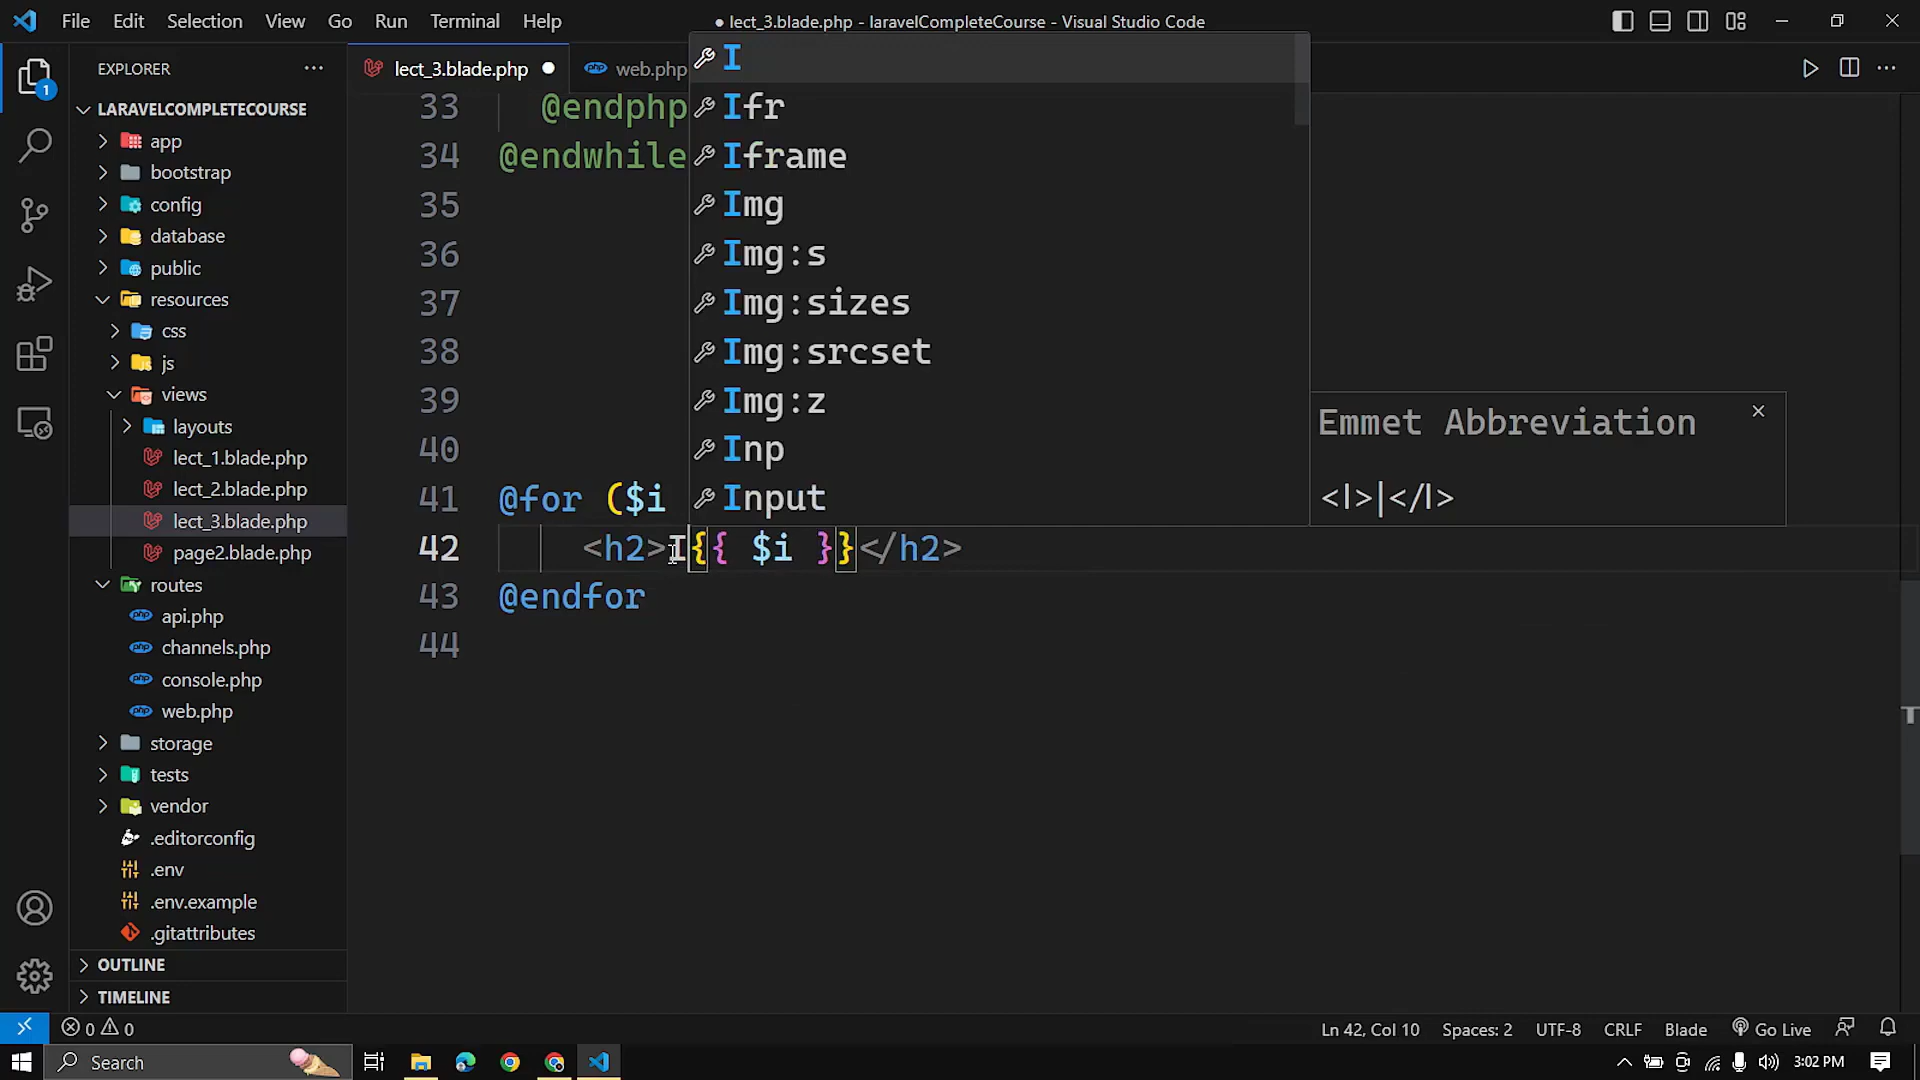 File Edit Selection View Go Run Terminal Help
● lect_3.blade.php - laravelCompleteCourse - Visual Studio Code
EXPLORER
LARAVELCOMPLETECOURSE
app
bootstrap
config
database
public
resources
css
js
views
layouts
lect_1.blade.php
lect_2.blade.php
lect_3.blade.php
page2.blade.php
routes
api.php
channels.php
console.php
web.php
storage
tests
vendor
.editorconfig
.env
.env.example
.gitattributes
OUTLINE
TIMELINE
1
lect_3.blade.php
web.php
33 @endphp
34 @endwhile
35
36
37
38
39
40
41 @for ($i
42 <h2>I{{ $i }}</h2>
43 @endfor
44
I
Ifr
Iframe
Img
Img:s
Img:sizes
Img:srcset
Img:z
Inp
Input
Emmet Abbreviation
<I>|</I>
0 0
Ln 42, Col 10 Spaces: 2 UTF-8 CRLF Blade Go Live
Search
3:02 PM